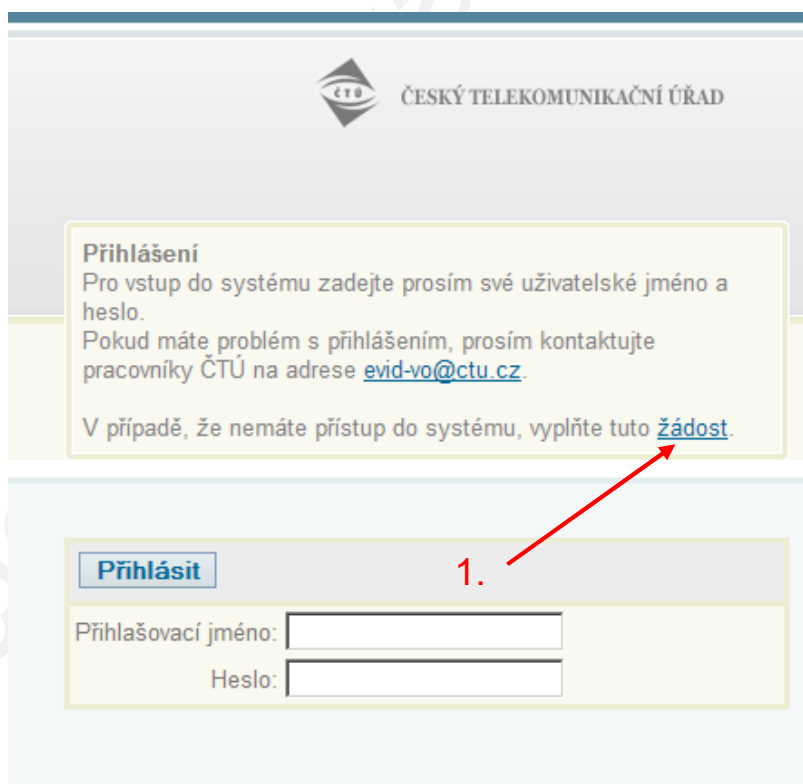 ČTÚ
ČESKÝ TELEKOMUNIKAČNÍ ÚŘAD
Přihlášení
Pro vstup do systému zadejte prosím své uživatelské jméno a
heslo.
Pokud máte problém s přihlášením, prosím kontaktujte
pracovníky ČTÚ na adrese evid-vo@ctu.cz.
V případě, že nemáte přístup do systému, vyplňte tuto žádost.
Přihlásit
1.
Přihlašovací jméno:
Heslo: